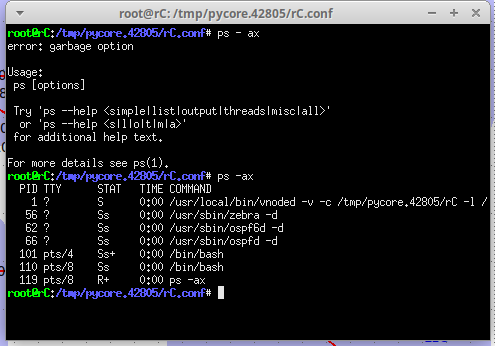 root@rC: /tmp/pycore.42805/rC.conf
root@rC:/tmp/pycore.42805/rC.conf# ps - ax
error: garbage option
Usage:
ps [options]
Try 'ps --help <simple|list|output|threads|misc|all>'
or 'ps --help <s|l|o|t|m|a>'
for additional help text.
For more details see ps(1).
root@rC:/tmp/pycore.42805/rC.conf# ps -ax
PID TTY STAT TIME COMMAND
1 ? S 0:00 /usr/local/bin/vnoded -v -c /tmp/pycore.42805/rC -l /
56 ? Ss 0:00 /usr/sbin/zebra -d
62 ? Ss 0:00 /usr/sbin/ospf6d -d
66 ? Ss 0:00 /usr/sbin/ospfd -d
101 pts/4 Ss+ 0:00 /bin/bash
110 pts/8 Ss 0:00 /bin/bash
119 pts/8 R+ 0:00 ps -ax
root@rC:/tmp/pycore.42805/rC.conf#